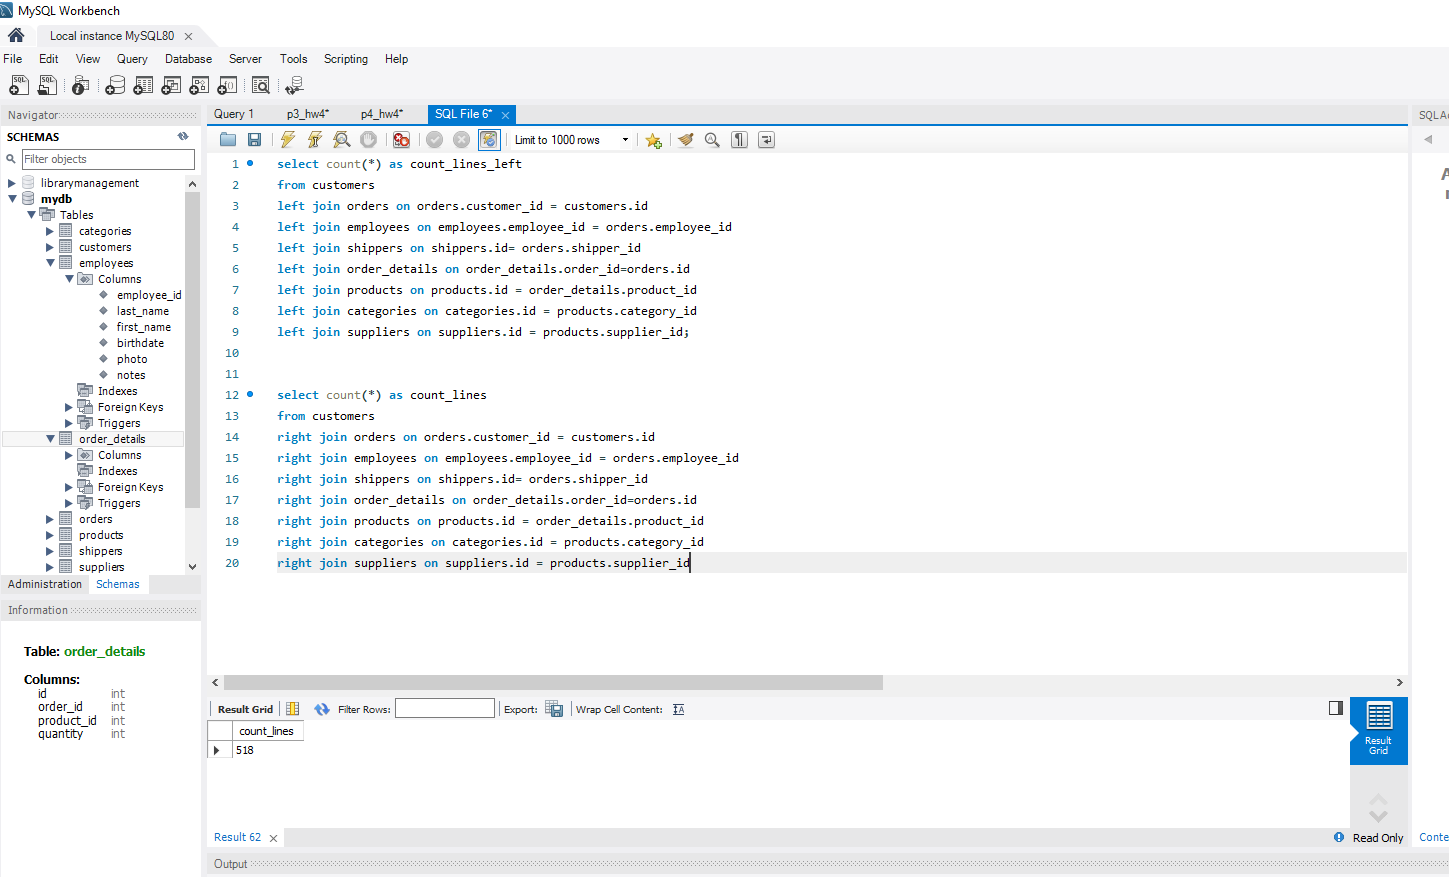 MySQL Workbench
Local instance MySQL80
File Edit View Query Database Server Tools Scripting Help
Navigator
SCHEMAS
Filter objects
librarymanagement
mydb
Tables
categories
customers
employees
Columns
employee_id
last_name
first_name
birthdate
photo
notes
Indexes
Foreign Keys
Triggers
order_details
Columns
Indexes
Foreign Keys
Triggers
orders
products
shippers
suppliers
Administration Schemas
Information
Table: order_details
Columns:
id int
order_id int
product_id int
quantity int
Query 1 p3_hw4* p4_hw4* SQL File 6*
Limit to 1000 rows
1 select count(*) as count_lines_left
2 from customers
3 left join orders on orders.customer_id = customers.id
4 left join employees on employees.employee_id = orders.employee_id
5 left join shippers on shippers.id= orders.shipper_id
6 left join order_details on order_details.order_id=orders.id
7 left join products on products.id = order_details.product_id
8 left join categories on categories.id = products.category_id
9 left join suppliers on suppliers.id = products.supplier_id;
10
11
12 select count(*) as count_lines
13 from customers
14 right join orders on orders.customer_id = customers.id
15 right join employees on employees.employee_id = orders.employee_id
16 right join shippers on shippers.id= orders.shipper_id
17 right join order_details on order_details.order_id=orders.id
18 right join products on products.id = order_details.product_id
19 right join categories on categories.id = products.category_id
20 right join suppliers on suppliers.id = products.supplier_id
Result Grid Filter Rows: Export: Wrap Cell Content:
count_lines
518
Result
Grid
Result 62
Read Only
Output
SQL A
Conte